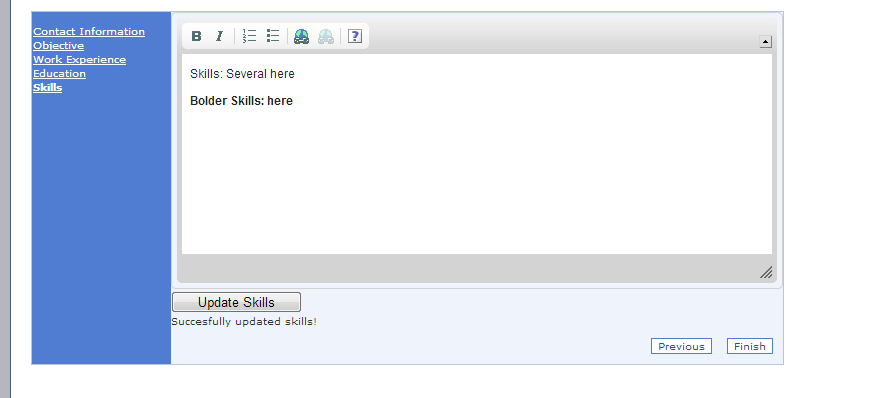 Contact Information
Objective
Work Experience
Education
Skills
B I ?
Skills: Several here
Bolder Skills: here
Update Skills
Succesfully updated skills!
Previous Finish